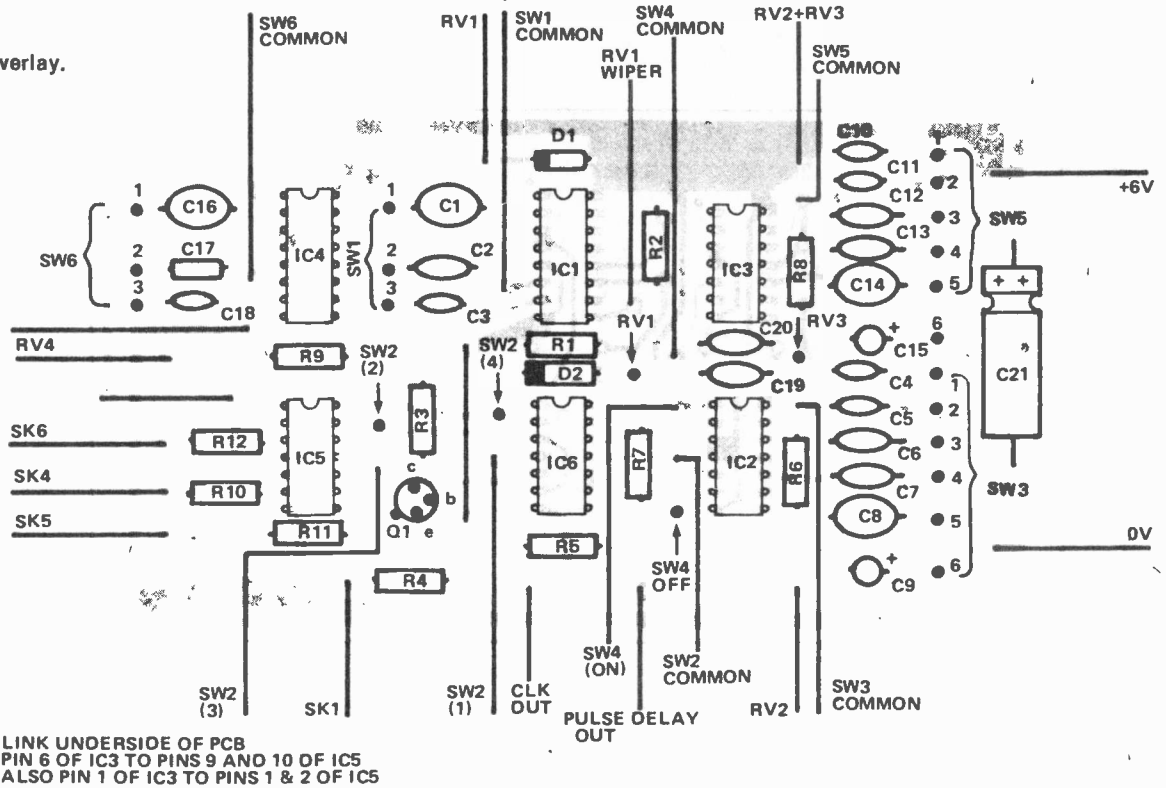 verlay.
SW6
COMMON
RV1
SW1
COMMON
SW4
COMMON
RV1
WIPER
RV2+RV3
SW5
COMMON
D1
C10
C11
C12
C13
C14
C15
1
2
3
4
5
6
SW5
+6V
SW6
1
2
3
C16
C17
C18
IC4
SW1
1
2
3
C1
C2
C3
IC1
R2
IC3
R8
RV1
RV3
C20
C19
R1
D2
+ +
C21
RV4
R9
SW2
(2)
SW2
(4)
R3
+
C4
C5
C6
C7
C8
C9
+
1
2
3
4
5
6
SW3
0V
SK6
SK4
SK5
R12
R10
R11
IC5
c
b
e
Q1
R4
IC6
R5
R7
IC2
R6
SW4
OFF
SW2
(3)
SK1
SW2
(1)
CLK
OUT
SW4
(ON)
PULSE DELAY
OUT
SW2
COMMON
RV2
SW3
COMMON
LINK UNDERSIDE OF PCB
PIN 6 OF IC3 TO PINS 9 AND 10 OF IC5
ALSO PIN 1 OF IC3 TO PINS 1 & 2 OF IC5